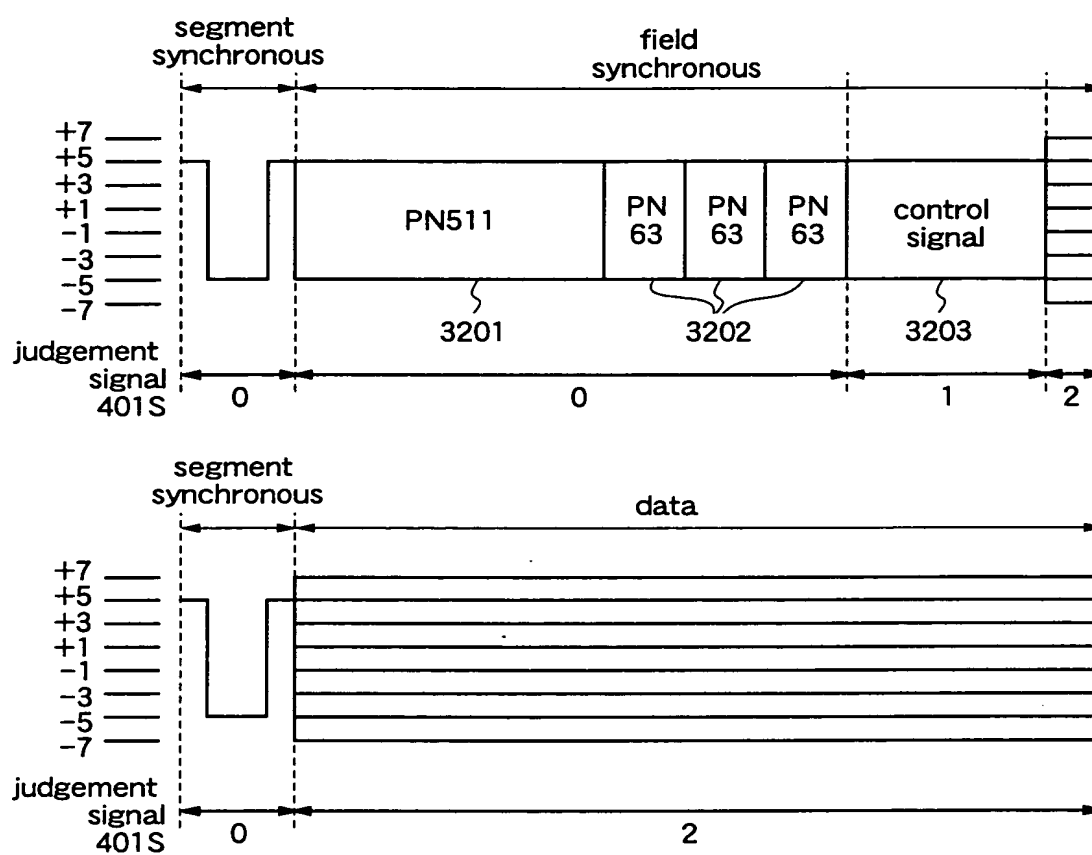 segment
synchronous
field
synchronous
+7
+5
+3
+1
−1
−3
−5
−7
PN511
PN
63
PN
63
PN
63
control
signal
3201
3202
3203
judgement
signal
401S
0
0
1
2
segment
synchronous
data
+7
+5
+3
+1
−1
−3
−5
−7
judgement
signal
401S
0
2